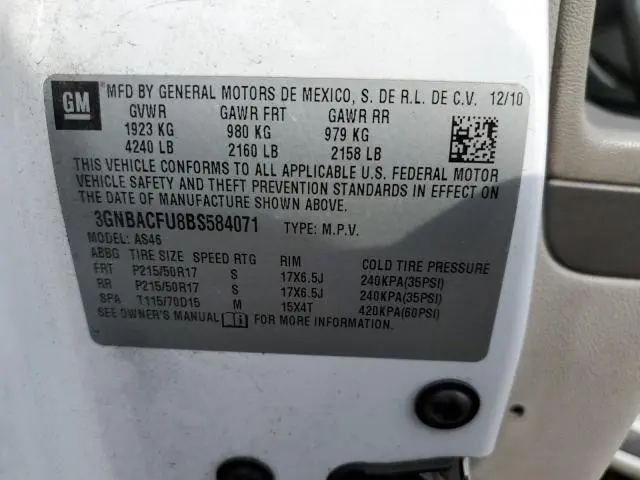 GM ® MFD BY GENERAL MOTORS DE MEXICO, S. DE R.L. DE C.V. 12/10
GVWR GAWR FRT GAWR RR
1923 KG 980 KG 979 KG
4240 LB 2160 LB 2158 LB
THIS VEHICLE CONFORMS TO ALL APPLICABLE U.S. FEDERAL MOTOR
VEHICLE SAFETY AND THEFT PREVENTION STANDARDS IN EFFECT ON
THE DATE OF MANUFACTURE SHOWN ABOVE.
3GNBACFU8BS584071 TYPE: M.P.V.
MODEL: AS46
ABBG TIRE SIZE SPEED RTG RIM COLD TIRE PRESSURE
FRT P215/50R17 S 17X6.5J 240KPA(35PSI)
RR P215/50R17 S 17X6.5J 240KPA(35PSI)
SPA T115/70D15 M 15X4T 420KPA(60PSI)
SEE OWNER'S MANUAL FOR MORE INFORMATION